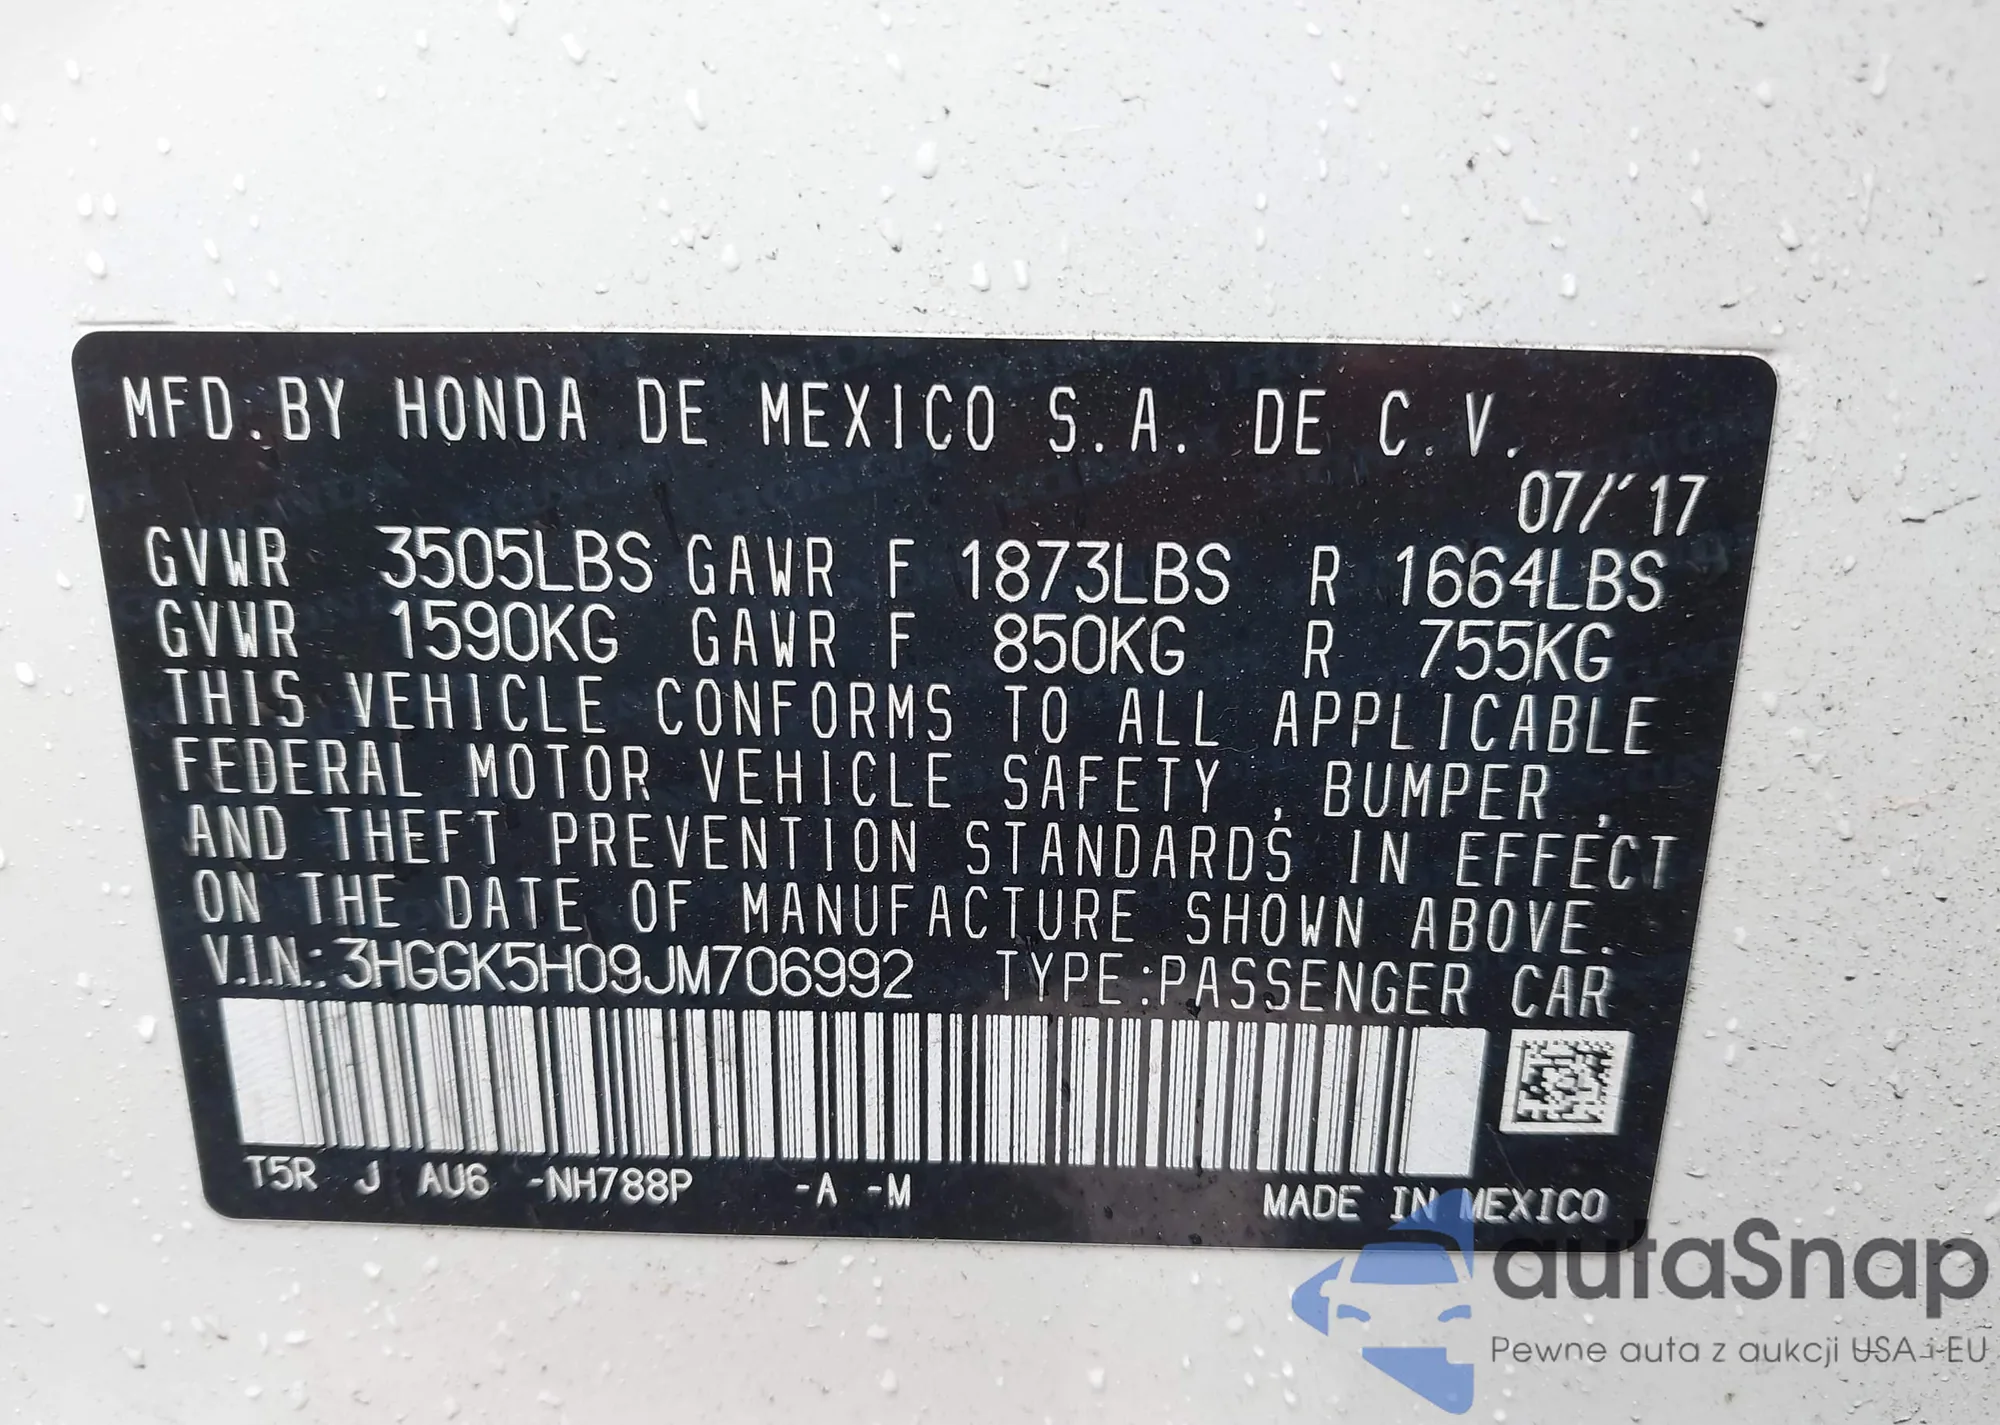 MFD.BY HONDA DE MEXICO S.A. DE C.V.
07/'17
GVWR 3505LBS GAWR F 1873LBS R 1664LBS
GVWR 1590KG GAWR F 850KG R 755KG
THIS VEHICLE CONFORMS TO ALL APPLICABLE
FEDERAL MOTOR VEHICLE SAFETY , BUMPER ,
AND THEFT PREVENTION STANDARDS IN EFFECT
ON THE DATE OF MANUFACTURE SHOWN ABOVE.
V.I.N.: 3HGGK5H09JM706992 TYPE:PASSENGER CAR
T5R J AU6 -NH788P -A -M
MADE IN MEXICO
autaSnap
Pewne auta z aukcji USA i EU